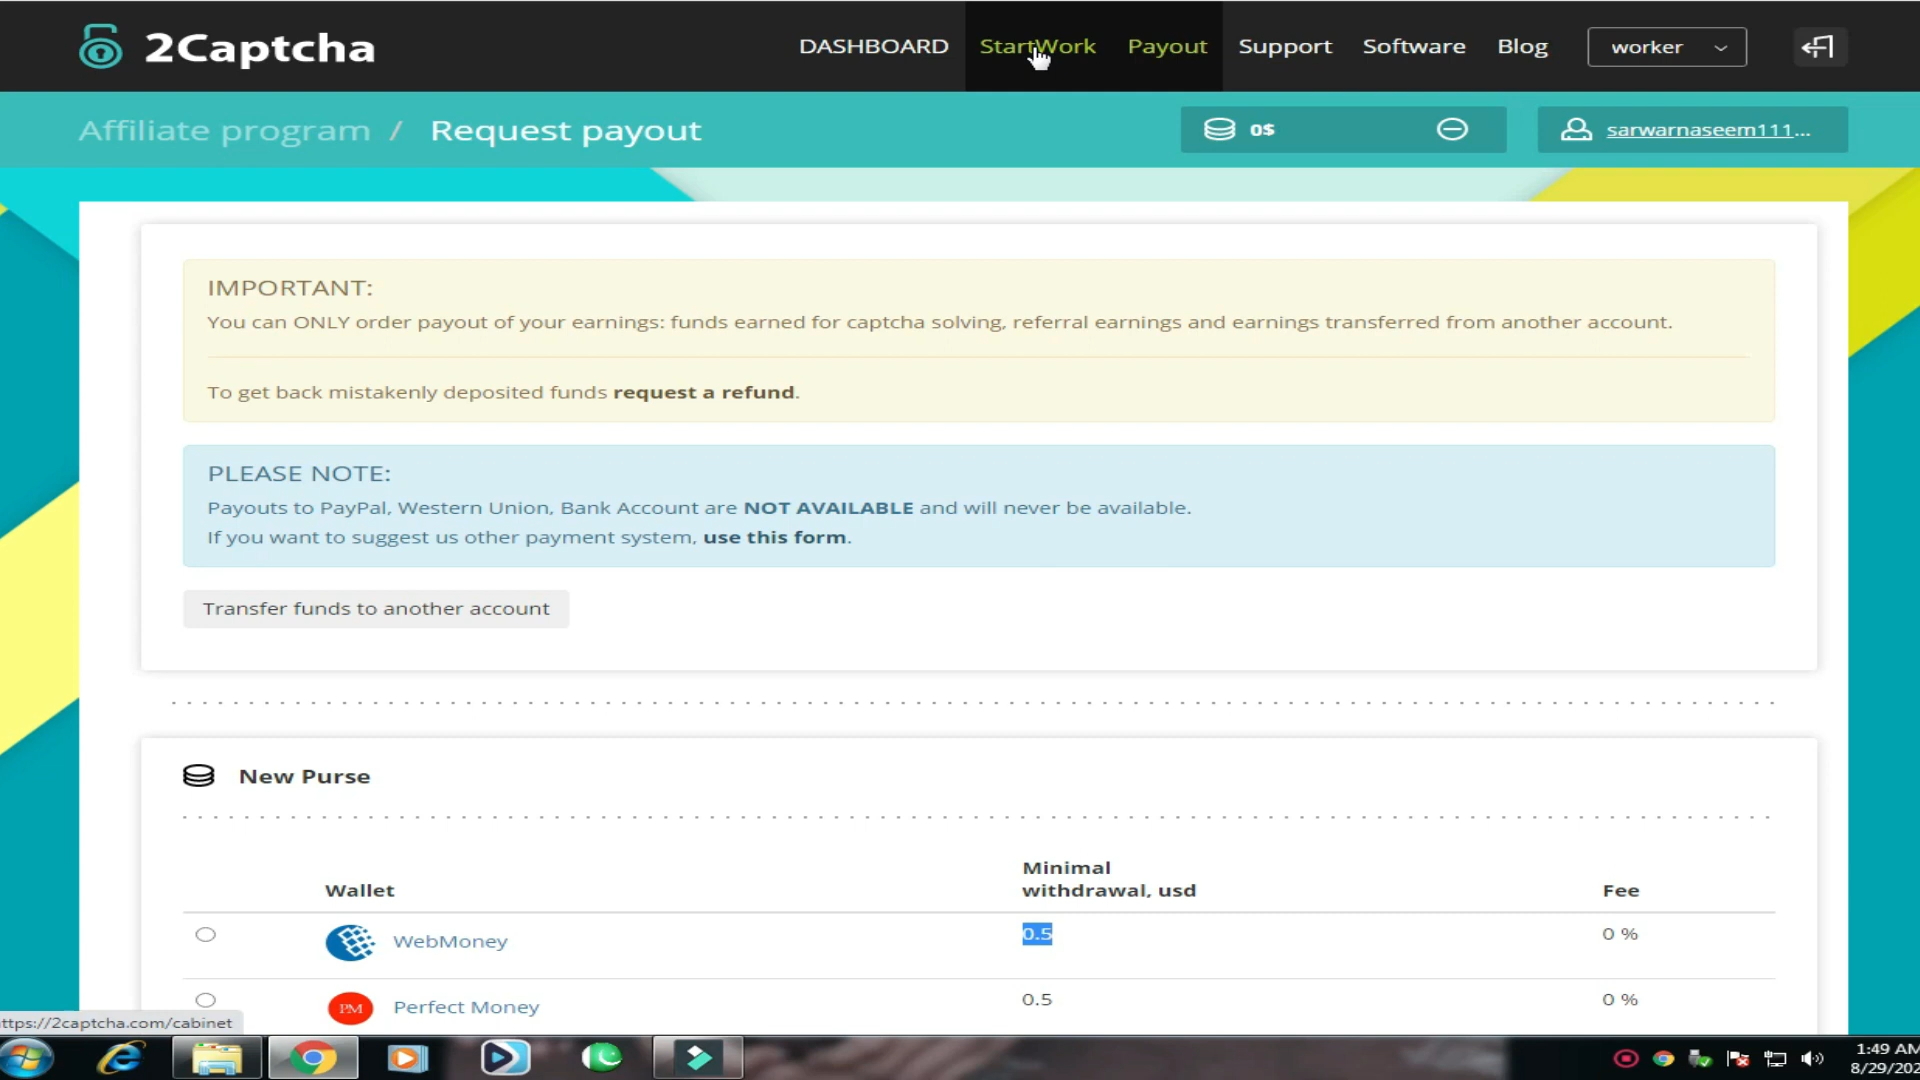 2Captcha
DASHBOARD StartWork Payout Support Software Blog worker
Affiliate program / Request payout 0$ sarwarnaseem111...
IMPORTANT:
You can ONLY order payout of your earnings: funds earned for captcha solving, referral earnings and earnings transferred from another account.
To get back mistakenly deposited funds request a refund.
PLEASE NOTE:
Payouts to PayPal, Western Union, Bank Account are NOT AVAILABLE and will never be available.
If you want to suggest us other payment system, use this form.
Transfer funds to another account
New Purse
Minimal
Wallet withdrawal, usd Fee
WebMoney 0.5 0 %
PM Perfect Money 0.5 0 %
ttps://2captcha.com/cabinet
1:49 AM
8/29/202